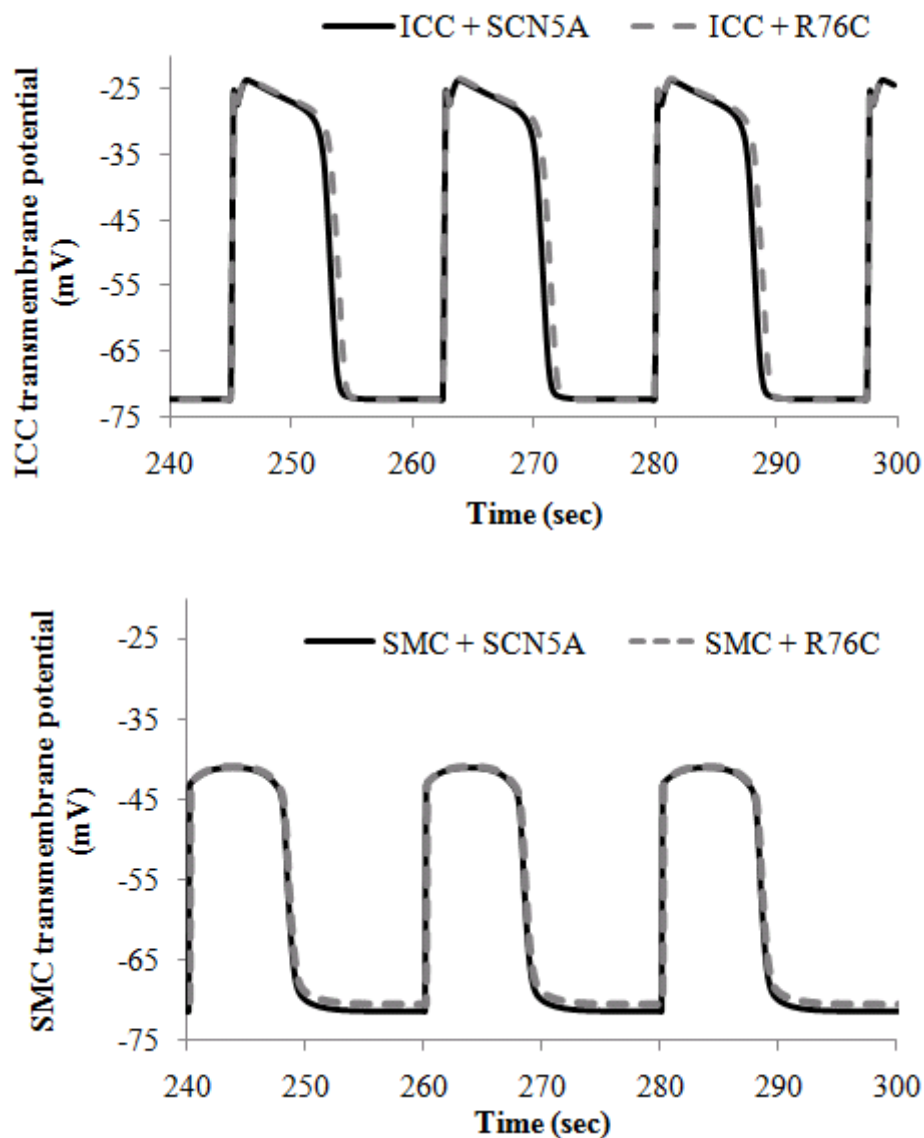 ICC + SCN5A ICC + R76C
ICC transmembrane potential
(mV)
-25
-35
-45
-55
-65
-75
240 250 260 270 280 290 300
Time (sec)
SMC + SCN5A SMC + R76C
SMC transmembrane potential
(mV)
-25
-35
-45
-55
-65
-75
240 250 260 270 280 290 300
Time (sec)